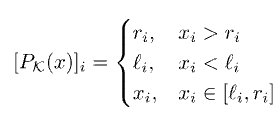 [P_𝒦(x)]_i = { r_i, x_i > r_i
ℓ_i, x_i < ℓ_i
x_i, x_i ∈ [ℓ_i, r_i]